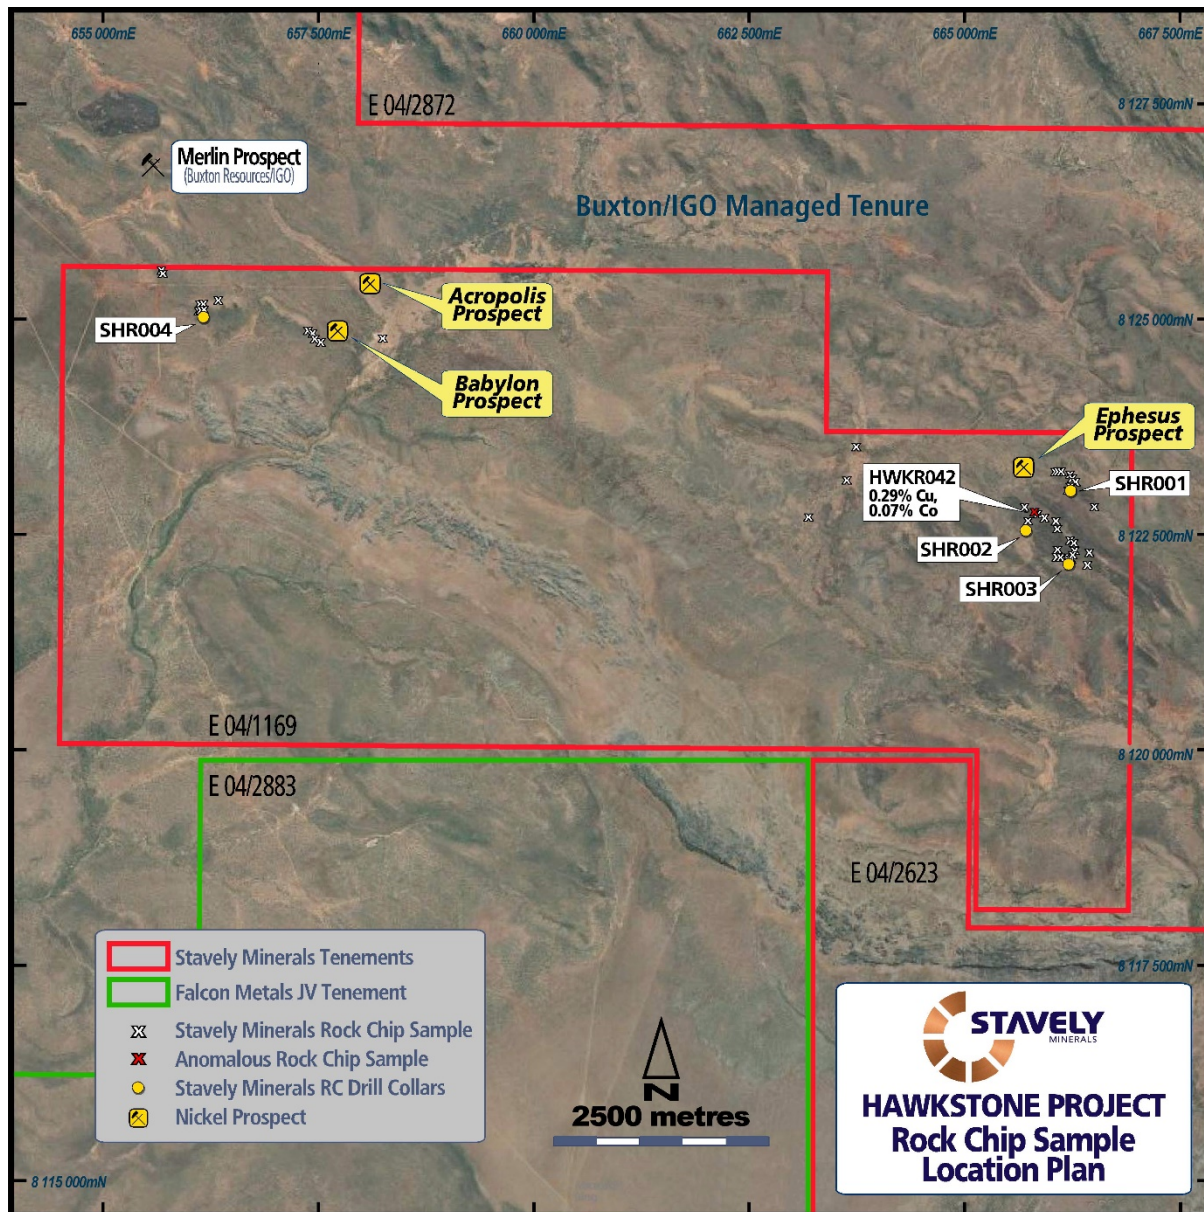 655 000mE
657 500mE
660 000mE
662 500mE
665 000mE
667 500mE
E 04/2872
8 127 500mN
Merlin Prospect
(Buxton Resources/IGO)
Buxton/IGO Managed Tenure
Acropolis
Prospect
SHR004
8 125 000mN
Babylon
Prospect
Ephesus
Prospect
HWKR042
0.29% Cu,
0.07% Co
SHR001
SHR002
8 122 500mN
SHR003
E 04/1169
8 120 000mN
E 04/2883
E 04/2623
Stavely Minerals Tenements
Falcon Metals JV Tenement
Stavely Minerals Rock Chip Sample
Anomalous Rock Chip Sample
Stavely Minerals RC Drill Collars
Nickel Prospect
N
2500 metres
8 117 500mN
STAVELY
MINERALS
HAWKSTONE PROJECT
Rock Chip Sample
Location Plan
8 115 000mN